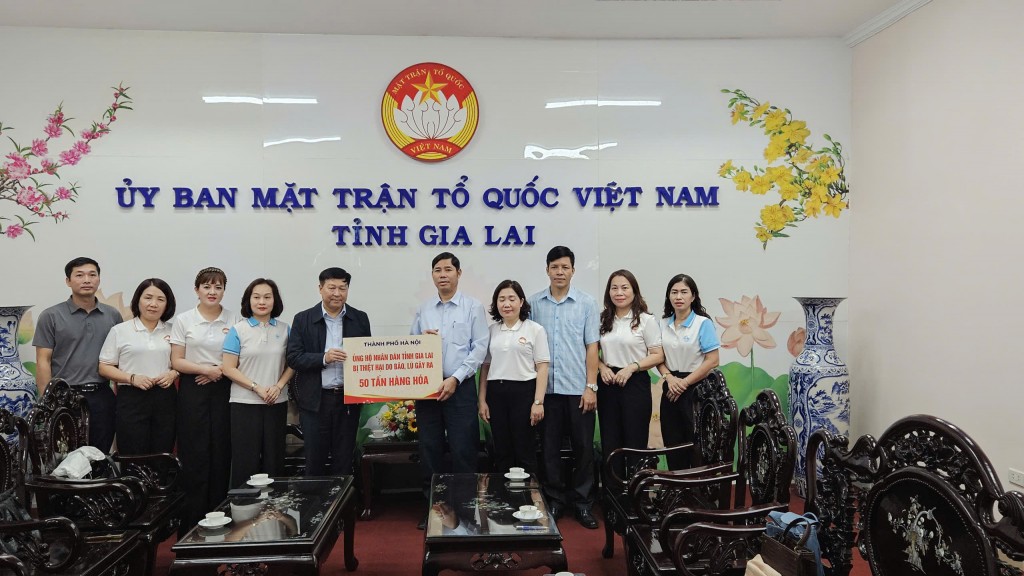 MẶT TRẬN TỔ QUỐC
VIỆT NAM
ỦY BAN MẶT TRẬN TỔ QUỐC VIỆT NAM
TỈNH GIA LAI
THÀNH PHỐ HÀ NỘI
ỦNG HỘ NHÂN DÂN TỈNH GIA LAI
BỊ THIỆT HẠI DO BÃO, LŨ GÂY RA
50 TẤN HÀNG HÓA